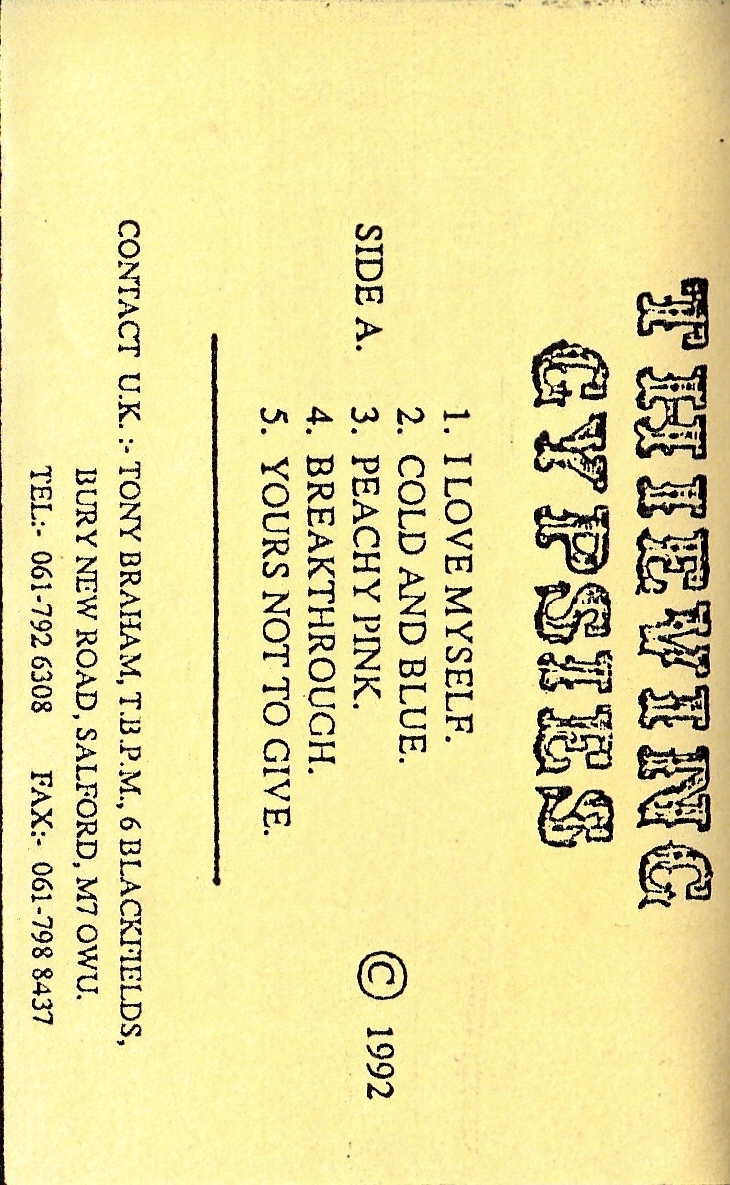 THIEVING
GYPSIES
1. I LOVE MYSELF.
2. COLD AND BLUE.
SIDE A. 3. PEACHY PINK. © 1992
4. BREAKTHROUGH.
5. YOURS NOT TO GIVE.
CONTACT U.K. :- TONY BRAHAM, T.B.P.M., 6 BLACKFIELDS,
BURY NEW ROAD, SALFORD, M7 OWU.
TEL:- 061-792 6308 FAX:- 061-798 8437